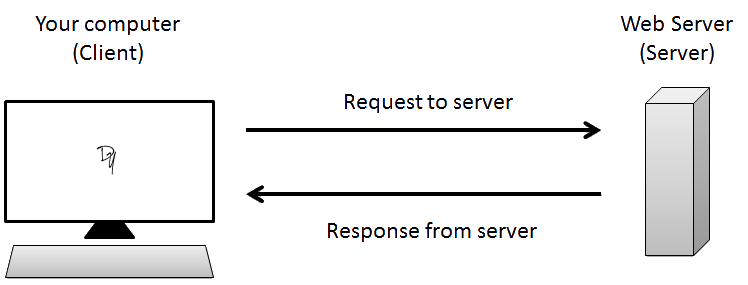 Your computer
(Client)
Web Server
(Server)
Request to server
Response from server